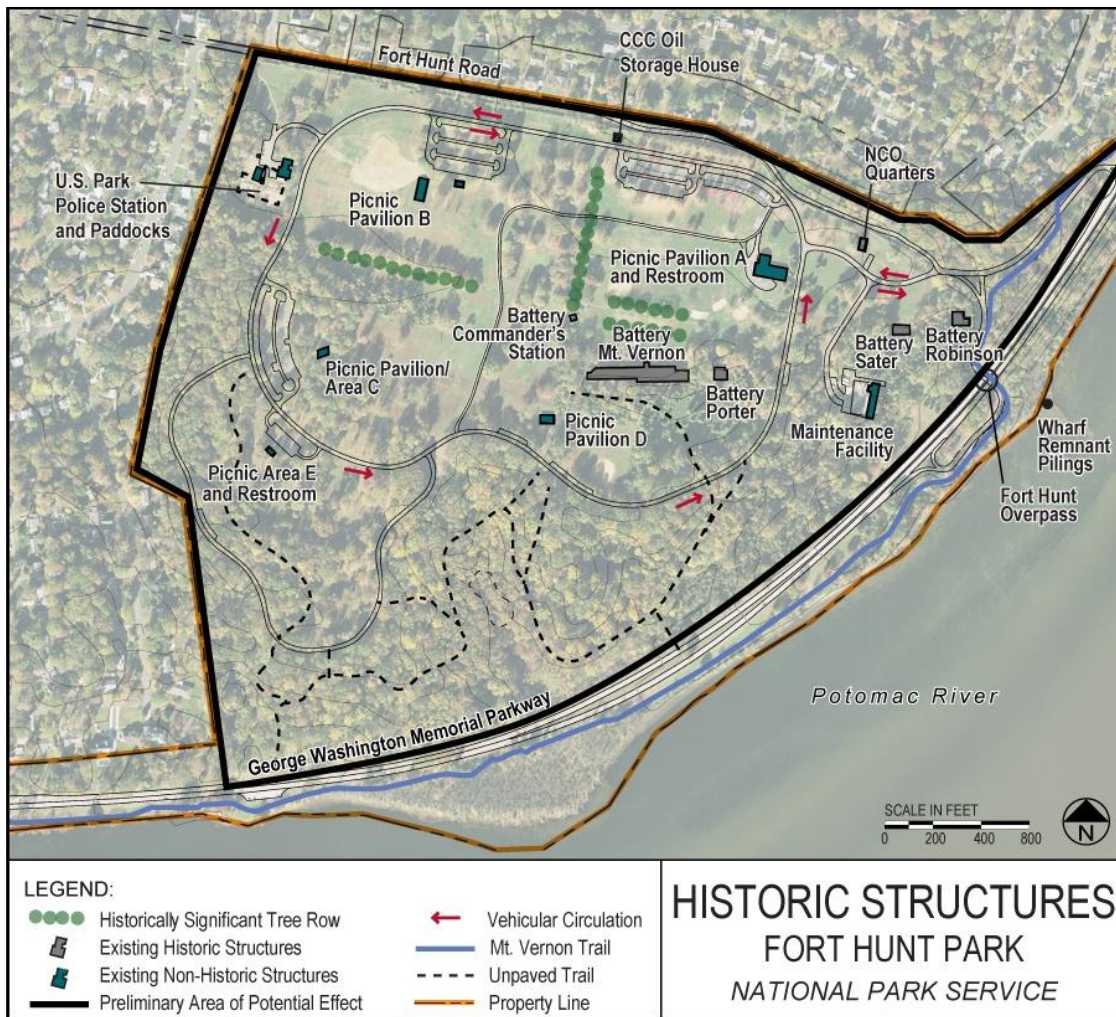 Fort Hunt Road
CCC Oil
Storage House
NCO
Quarters
U.S. Park
Police Station
and Paddocks
Picnic
Pavilion B
Picnic Pavilion A
and Restroom
Battery
Commander's
Station
Battery
Mt. Vernon
Battery
Sater
Battery
Robinson
Picnic Pavilion/
Area C
Battery
Porter
Picnic
Pavilion D
Maintenance
Facility
Wharf
Remnant
Pilings
Picnic Area E
and Restroom
Fort Hunt
Overpass
George Washington Memorial Parkway
Potomac River
SCALE IN FEET
0 200 400 800
N
LEGEND:
Historically Significant Tree Row
Existing Historic Structures
Existing Non-Historic Structures
Preliminary Area of Potential Effect
Vehicular Circulation
Mt. Vernon Trail
Unpaved Trail
Property Line
HISTORIC STRUCTURES
FORT HUNT PARK
NATIONAL PARK SERVICE